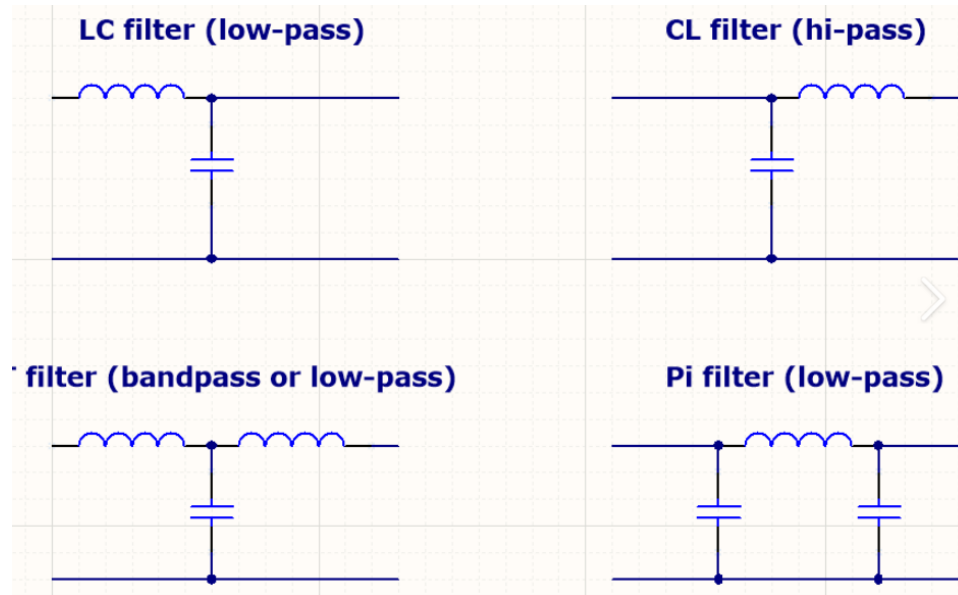 LC filter (low-pass)
CL filter (hi-pass)
filter (bandpass or low-pass)
Pi filter (low-pass)